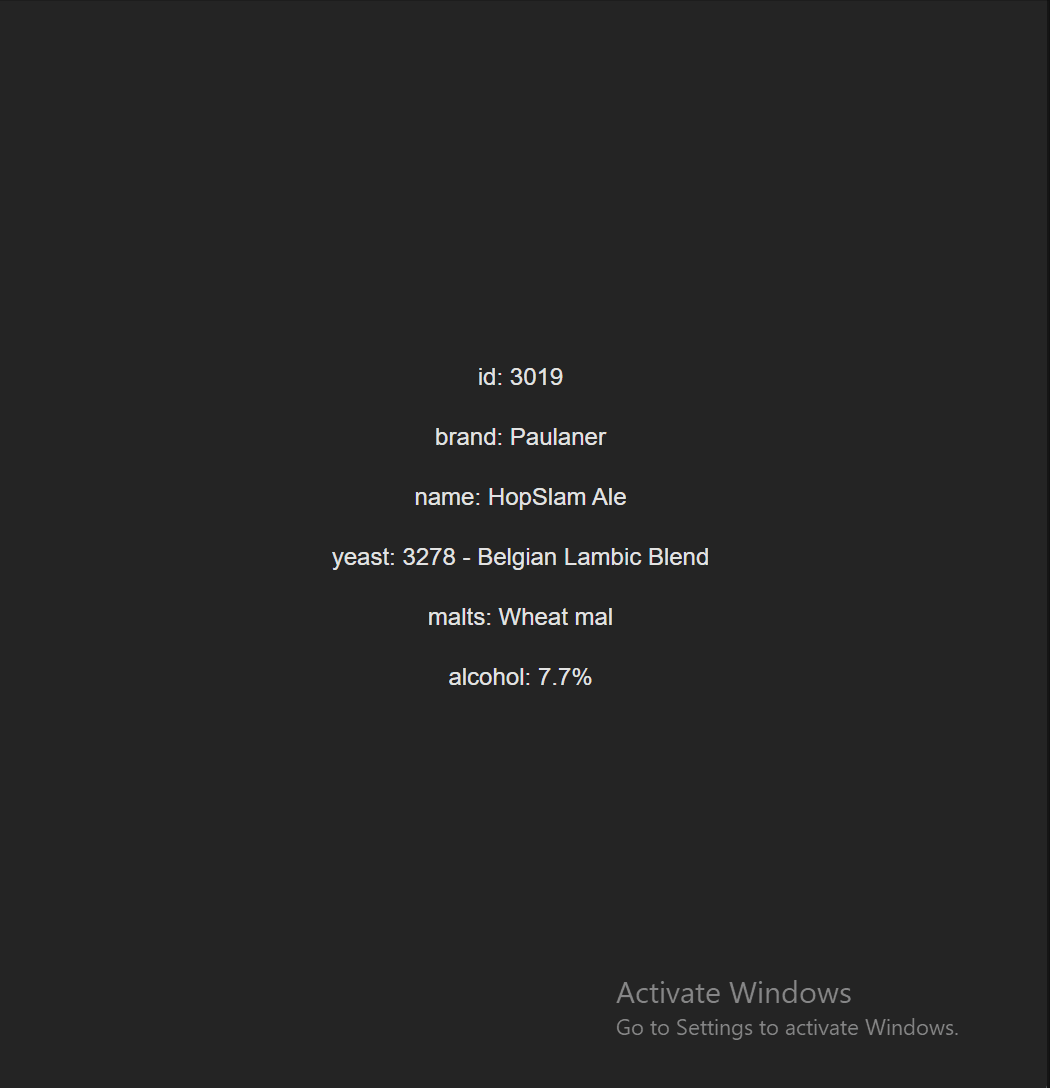 id: 3019
brand: Paulaner
name: HopSlam Ale
yeast: 3278 - Belgian Lambic Blend
malts: Wheat mal
alcohol: 7.7%
Activate Windows
Go to Settings to activate Windows.